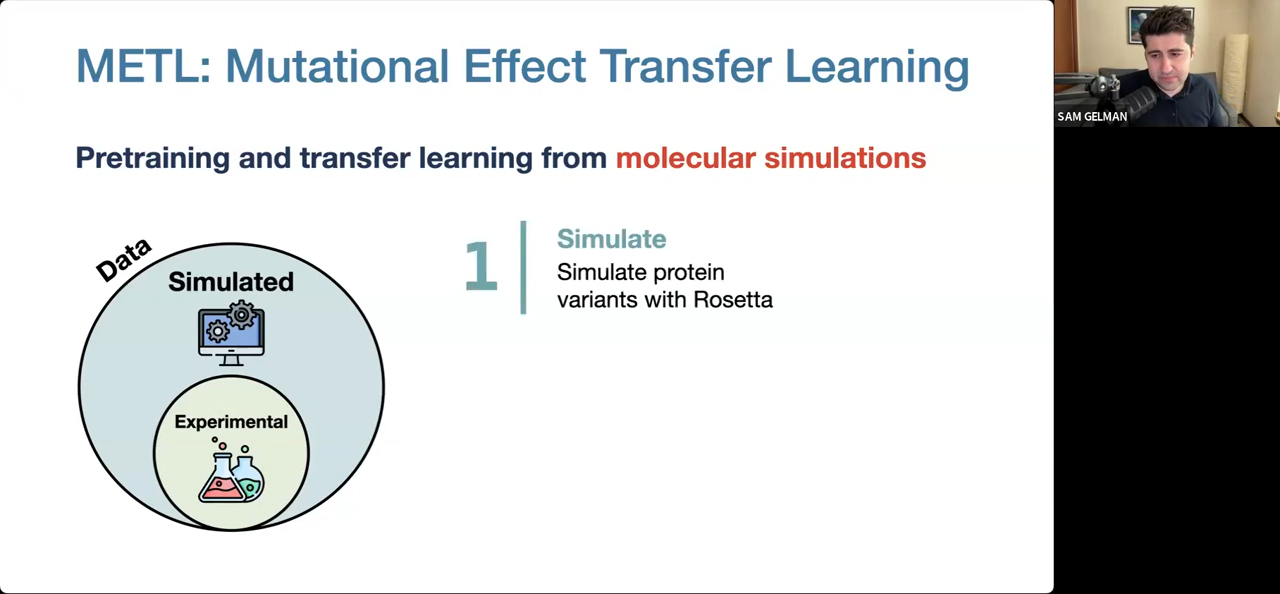 METL: Mutational Effect Transfer Learning
SAM GELMAN
Pretraining and transfer learning from molecular simulations
Data
Simulated
Experimental
1
Simulate
Simulate protein
variants with Rosetta